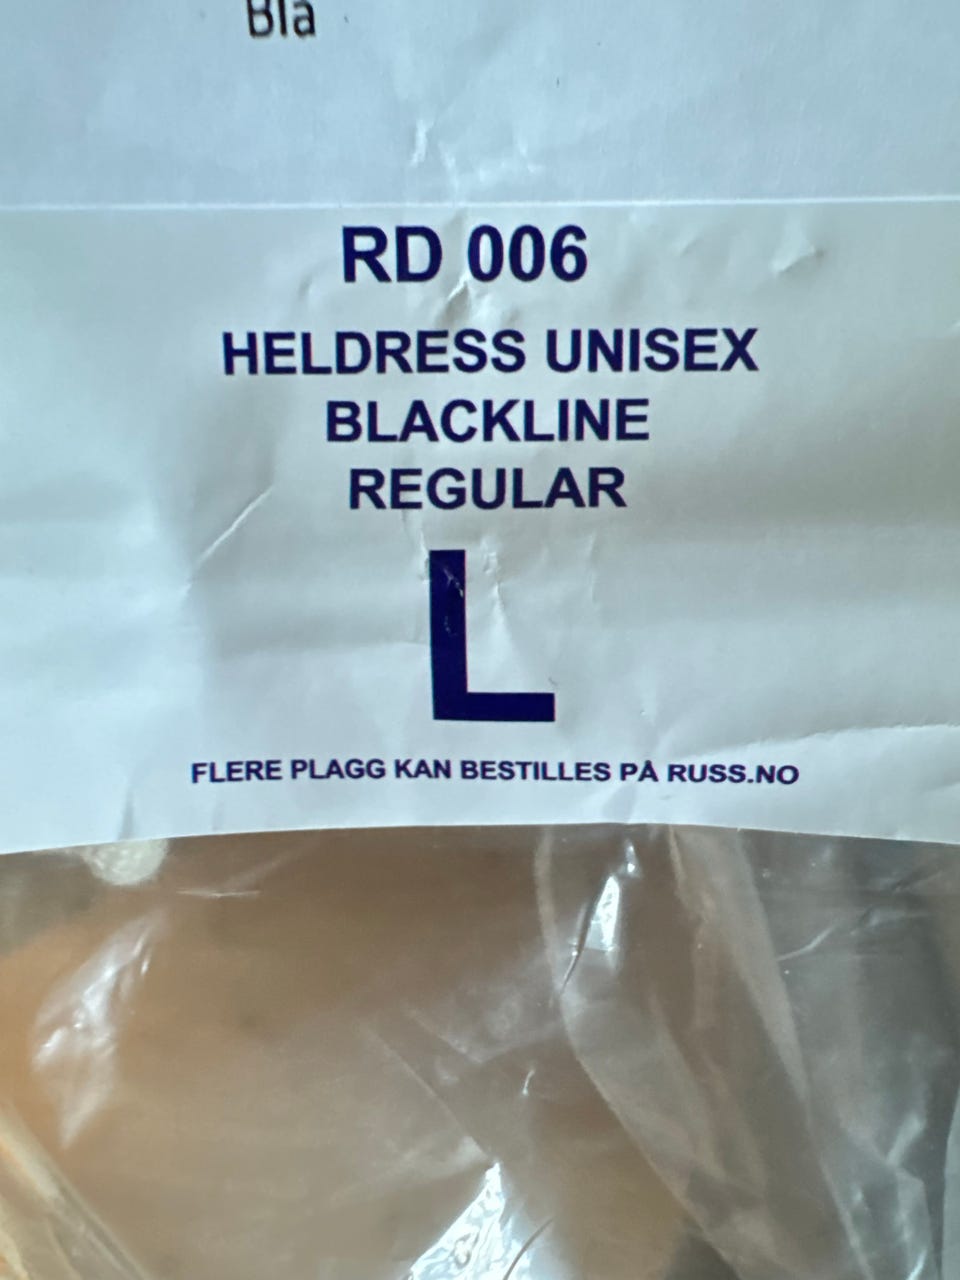 Blå
RD 006
HELDRESS UNISEX
BLACKLINE
REGULAR
L
FLERE PLAGG KAN BESTILLES PÅ RUSS.NO